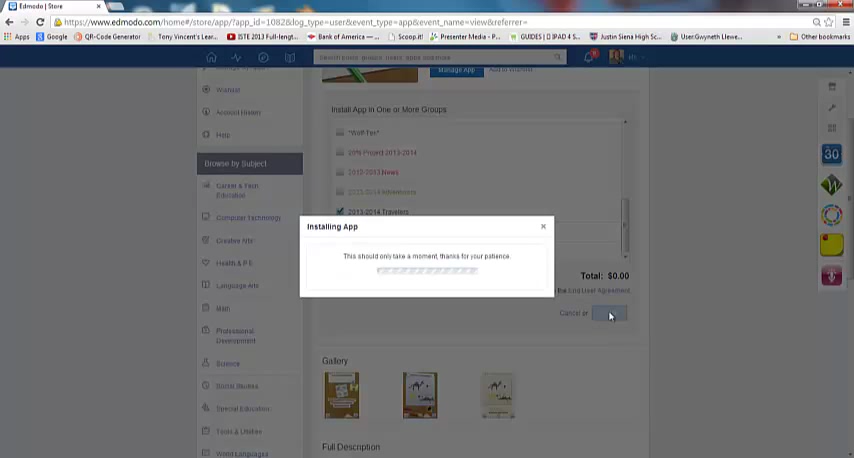 Edmodo | Store
https://www.edmodo.com/home#/store/app/?app_id=1082&log_type=user&event_type=app&event_name=view&referrer=
Apps Google QR-Code Generator Tony Vincent's Lear... ISTE 2013 Full-lengt... Bank of America —... Scoop.it! Presenter Media - P... GUIDES | IPAD 4 S... Justin Siena High Sc... User:Gwyneth Llewe... » Other bookmarks
Manage App
Wishlist
Install App in One or More Groups
Help
"Wolf Ten"
20% Project 2013-2014
Browse by Subject
2012-2013 News
Career & Tech
Education
2013-2014 Travelers
Computer Technology
Installing App ×
Creative Arts
This should only take a moment, thanks for your patience.
Health & P.E.
Total: $0.00
Language Arts
the End User Agreement.
Math
Cancel or
Professional
Development
Science
Gallery
Social Studies
Special Education
Tools & Utilities
Full Description
World Languages
30